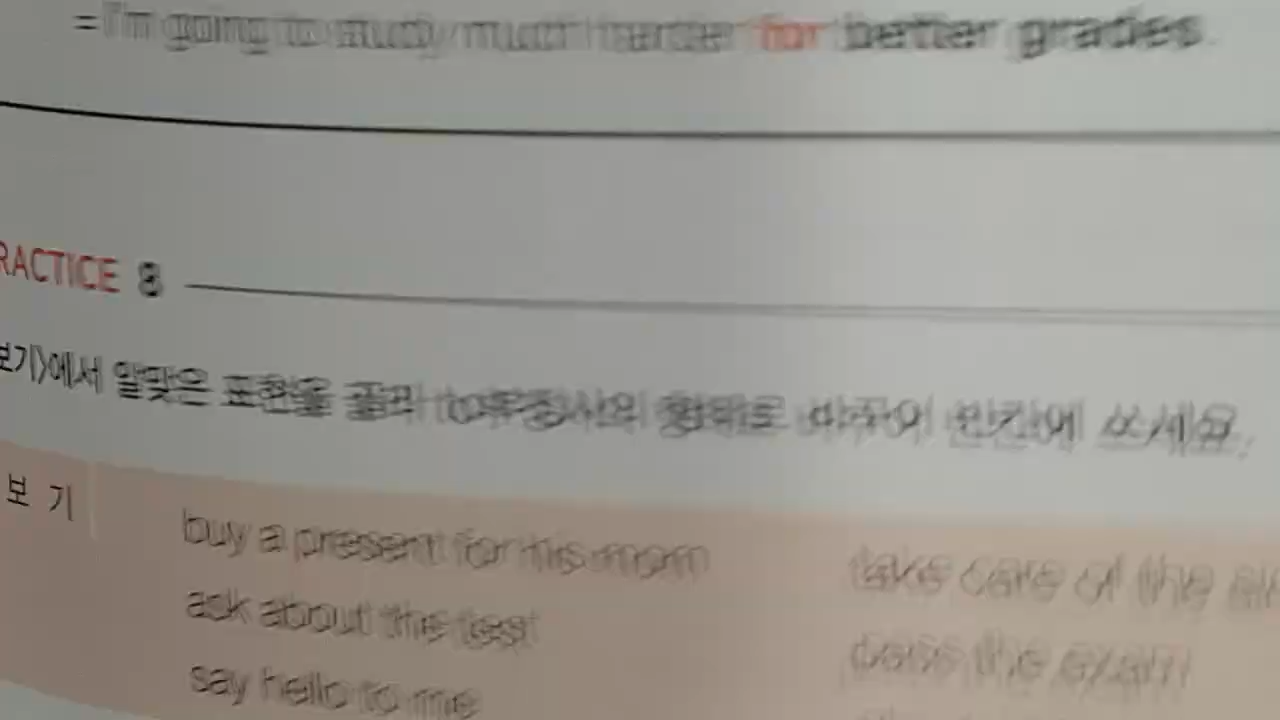 = I'm going to study much harder for better grades.
RACTICE 8
보기>에서 알맞은 표현을 골라 to부정사의 형태로 바꾸어 빈칸에 쓰세요.
보 기
buy a present for his mom
take care of the
ask about the test
pass the exam
say hello to me